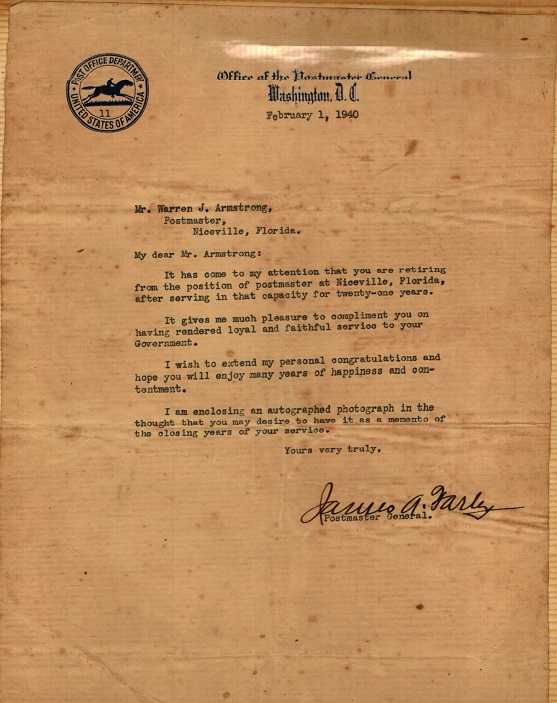 POST OFFICE DEPARTMENT
11
UNITED STATES OF AMERICA
Office of the Postmaster General
Washington, D. C.
February 1, 1940
Mr. Warren J. Armstrong,
Postmaster,
Niceville, Florida.
My dear Mr. Armstrong:
It has come to my attention that you are retiring
from the position of postmaster at Niceville, Florida,
after serving in that capacity for twenty-one years.
It gives me much pleasure to compliment you on
having rendered loyal and faithful service to your
Government.
I wish to extend my personal congratulations and
hope you will enjoy many years of happiness and con-
tentment.
I am enclosing an autographed photograph in the
thought that you may desire to have it as a memento of
the closing years of your service.
Yours very truly,
James A. Farley
Postmaster General.